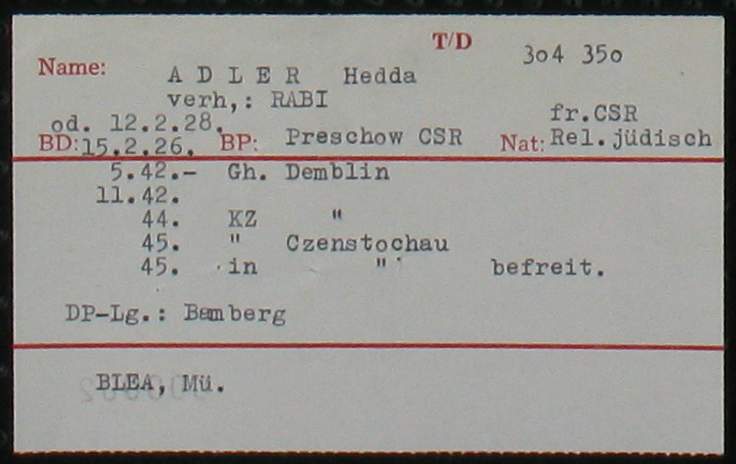 T/D 304 350
Name: A D L E R Hedda
verh,: RABI
od. 12.2.28. fr.CSR
BD: 15.2.26. BP: Preschow CSR Nat: Rel.jüdisch
5.42.- Gh. Demblin
11.42.
44. KZ "
45. " Czenstochau
45. in " befreit.
DP-Lg.: Bamberg
BLEA, Mü.